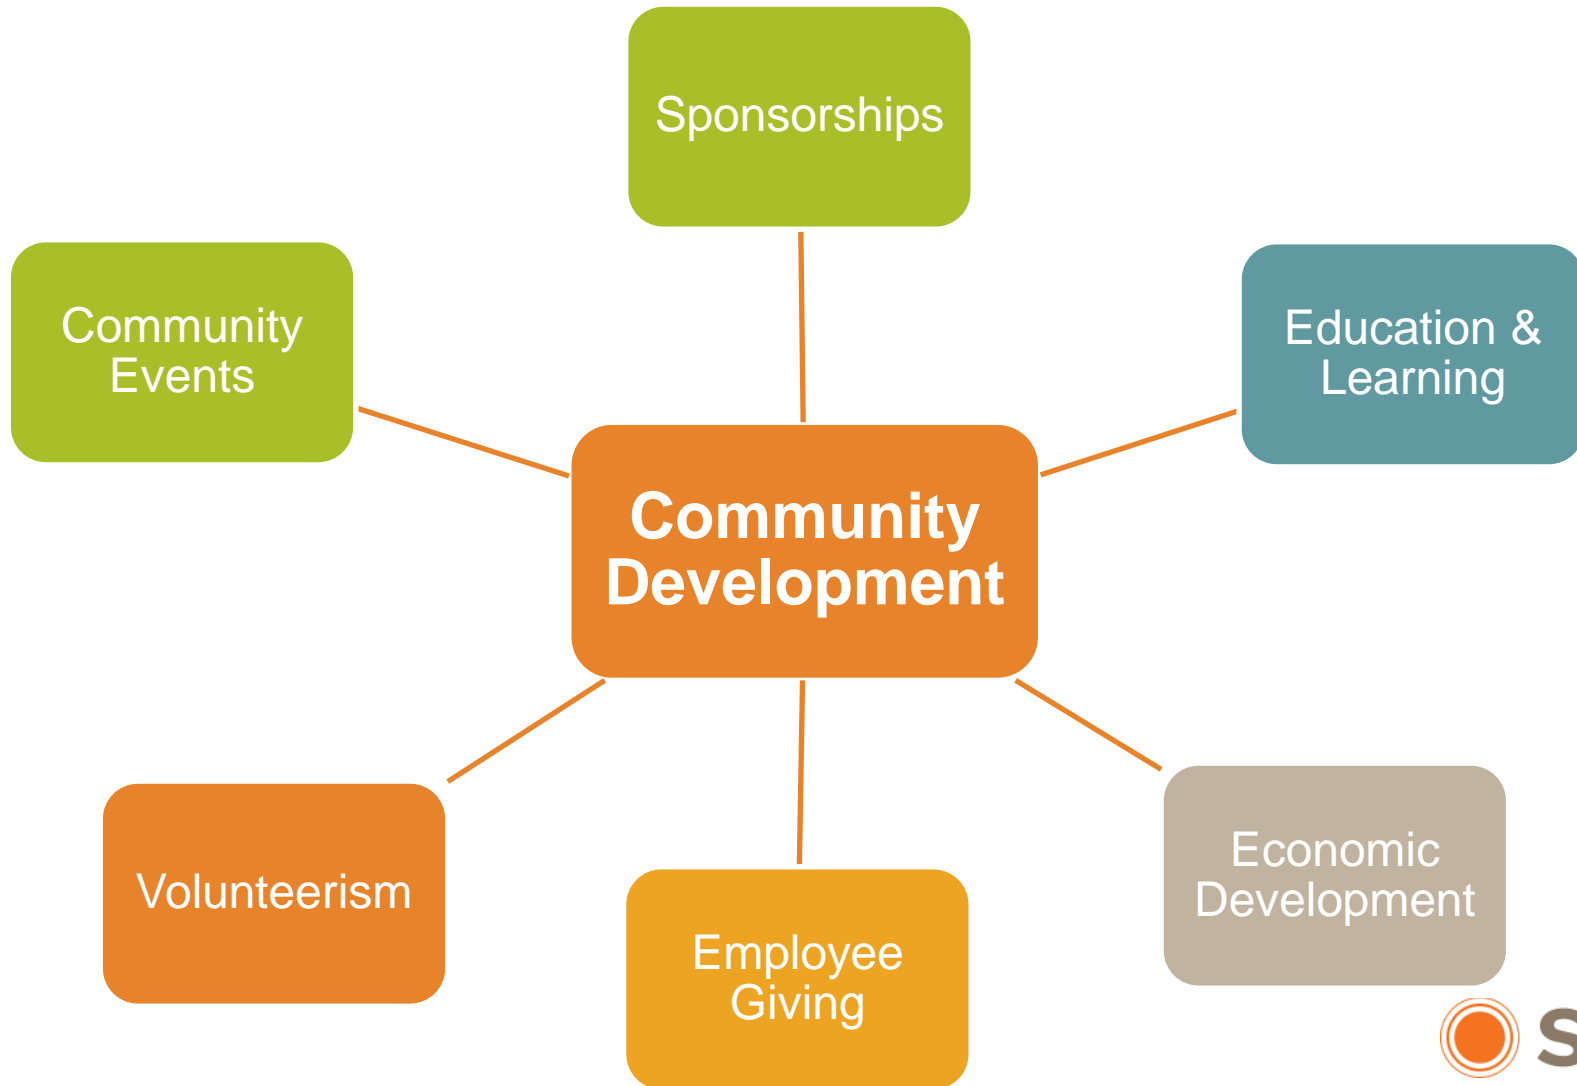 Sponsorships
Community
Events
Education &
Learning
Community
Development
Volunteerism
Employee
Giving
Economic
Development
S